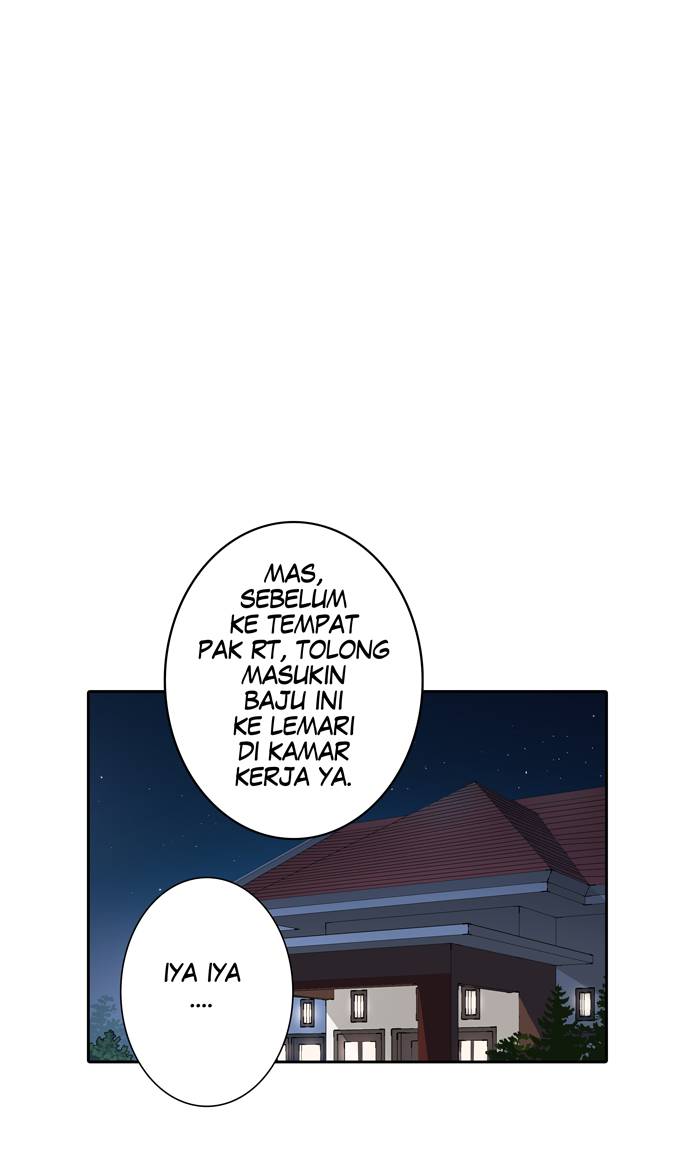 MAS,
SEBELUM
KE TEMPAT
PAK RT, TOLONG
MASUKIN
BAJU INI
KE LEMARI
DI KAMAR
KERJA YA.
IYA IYA
....